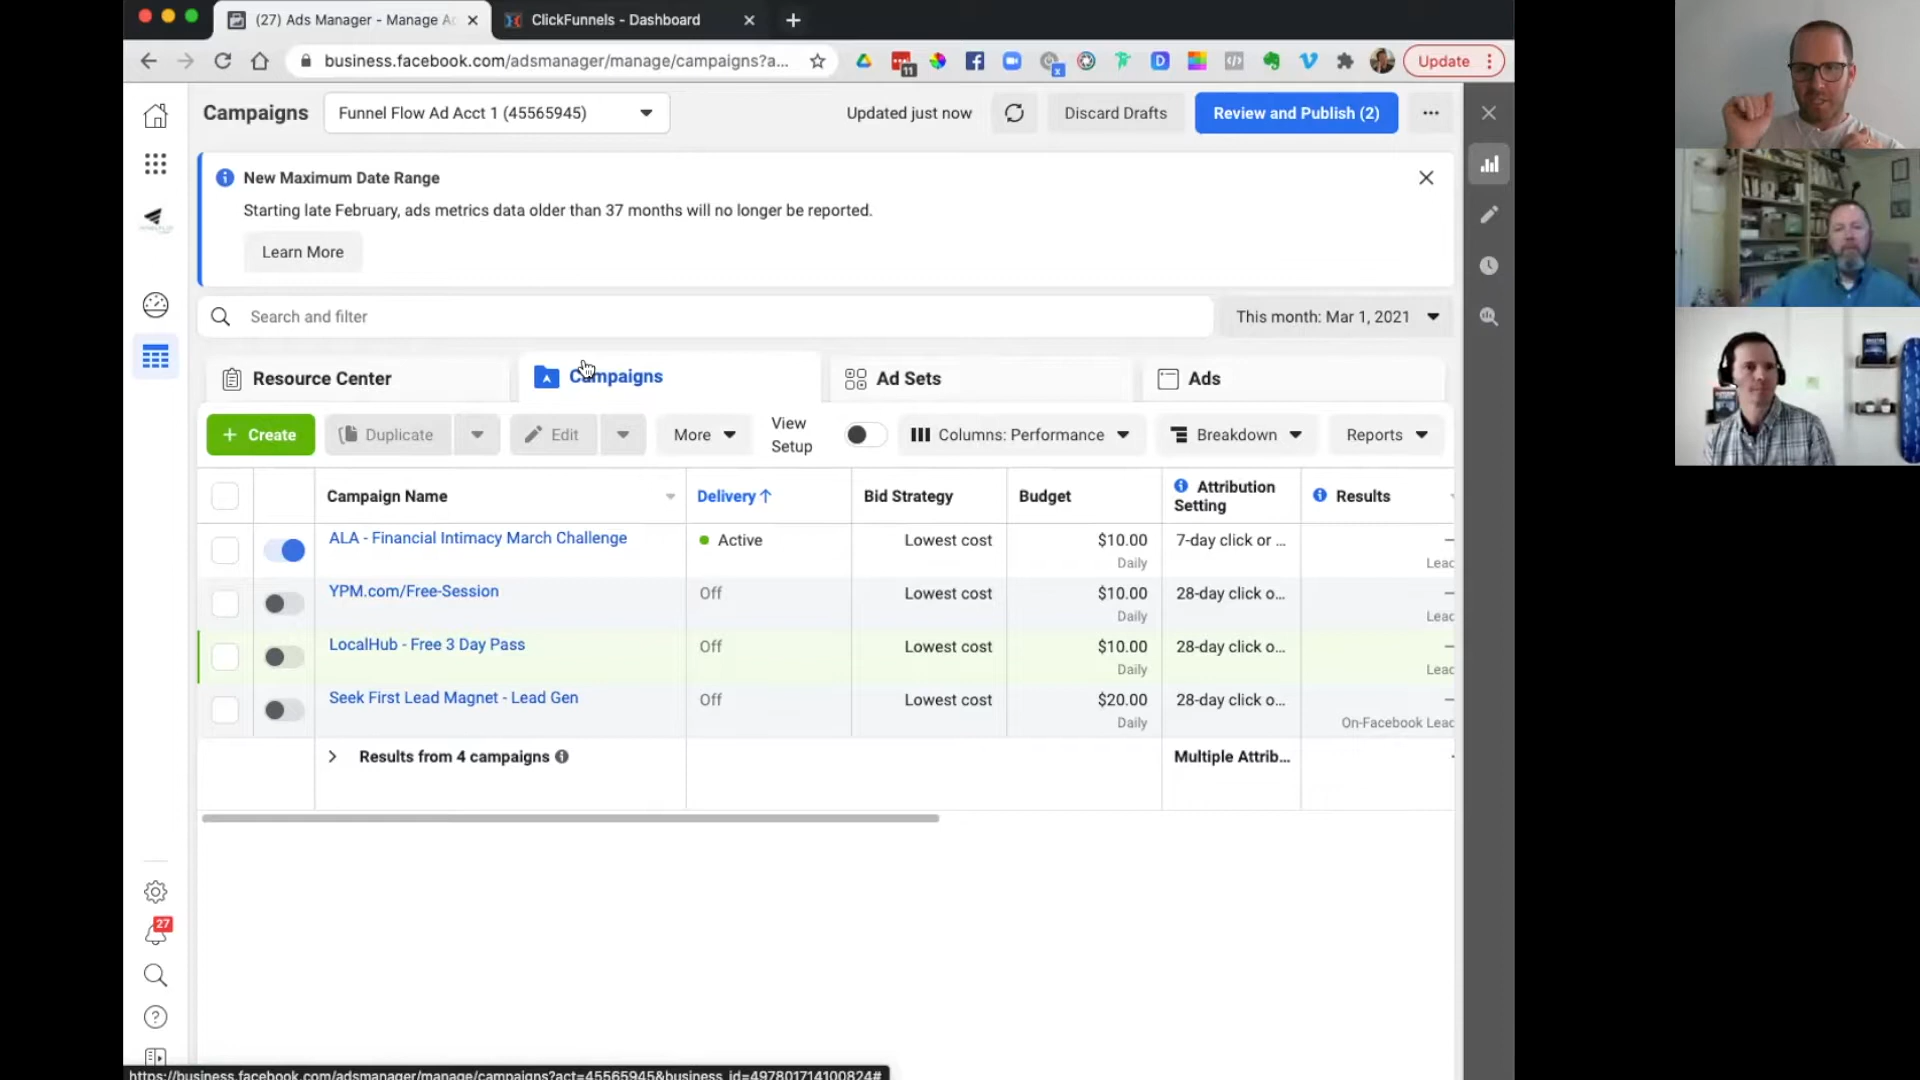 (27) Ads Manager - Manage Ac
ClickFunnels - Dashboard
business.facebook.com/adsmanager/manage/campaigns?a...
11
Update
Campaigns
Funnel Flow Ad Acct 1 (45565945)
Updated just now
Discard Drafts
Review and Publish (2)
New Maximum Date Range
Starting late February, ads metrics data older than 37 months will no longer be reported.
Learn More
Search and filter
This month: Mar 1, 2021
Resource Center
Campaigns
Ad Sets
Ads
+ Create
Duplicate
Edit
More
View
Setup
Columns: Performance
Breakdown
Reports
Campaign Name
Delivery ↑
Bid Strategy
Budget
Attribution
Setting
Results
ALA - Financial Intimacy March Challenge
Active
Lowest cost
$10.00
Daily
7-day click or ...
—
Leac
YPM.com/Free-Session
Off
Lowest cost
$10.00
Daily
28-day click o...
—
Leac
LocalHub - Free 3 Day Pass
Off
Lowest cost
$10.00
Daily
28-day click o...
—
Leac
Seek First Lead Magnet - Lead Gen
Off
Lowest cost
$20.00
Daily
28-day click o...
—
On-Facebook Leac
Results from 4 campaigns
Multiple Attrib...
27
https://business.facebook.com/adsmanager/manage/campaigns?act=45565945&business_id=497801714100824#